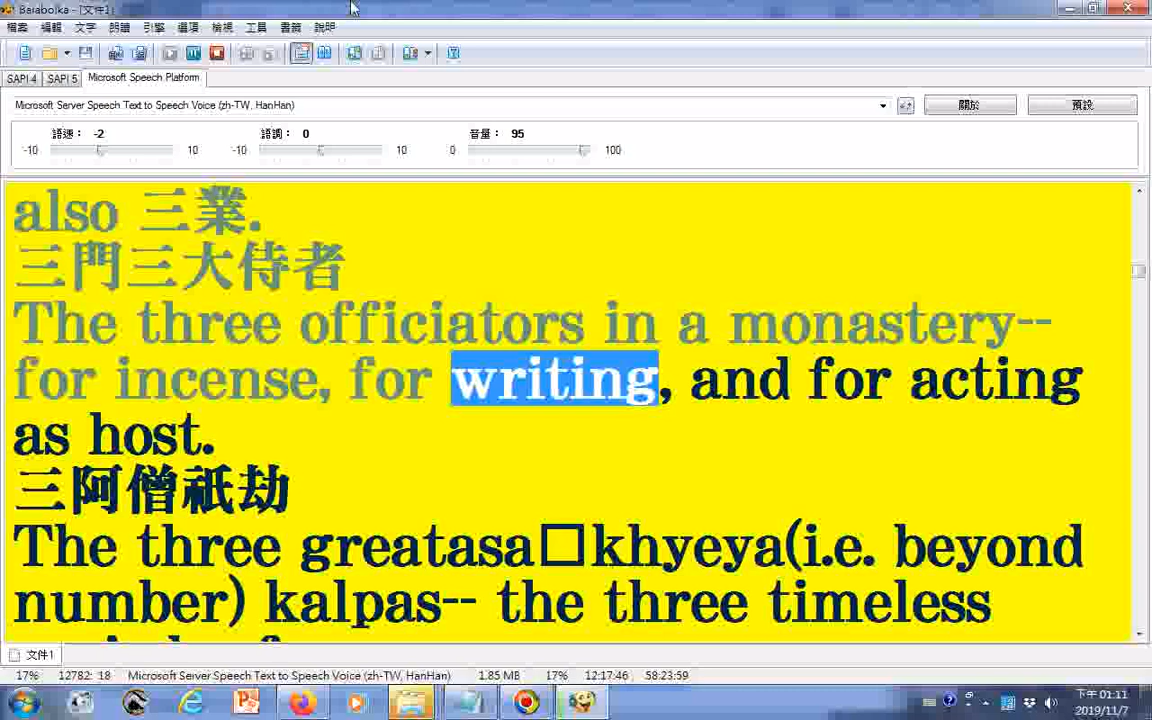 Balabolka - [文件1]
檔案 編輯 文字 朗讀 引擎 選項 檢視 工具 書籤 說明
SAPI 4 SAPI 5 Microsoft Speech Platform
Microsoft Server Speech Text to Speech Voice (zh-TW, HanHan) 關於 預設
語速： -2 語調： 0 音量： 95
-10 10 -10 10 0 100
also 三業.
三門三大侍者
The three officiators in a monastery--
for incense, for writing, and for acting
as host.
三阿僧祇劫
The three greatasa□khyeya(i.e. beyond
number) kalpas-- the three timeless
文件1
17% 12782: 18 Microsoft Server Speech Text to Speech Voice (zh-TW, HanHan) 1.85 MB 17% 12:17:46 58:23:59
下午 01:11
2019/11/7